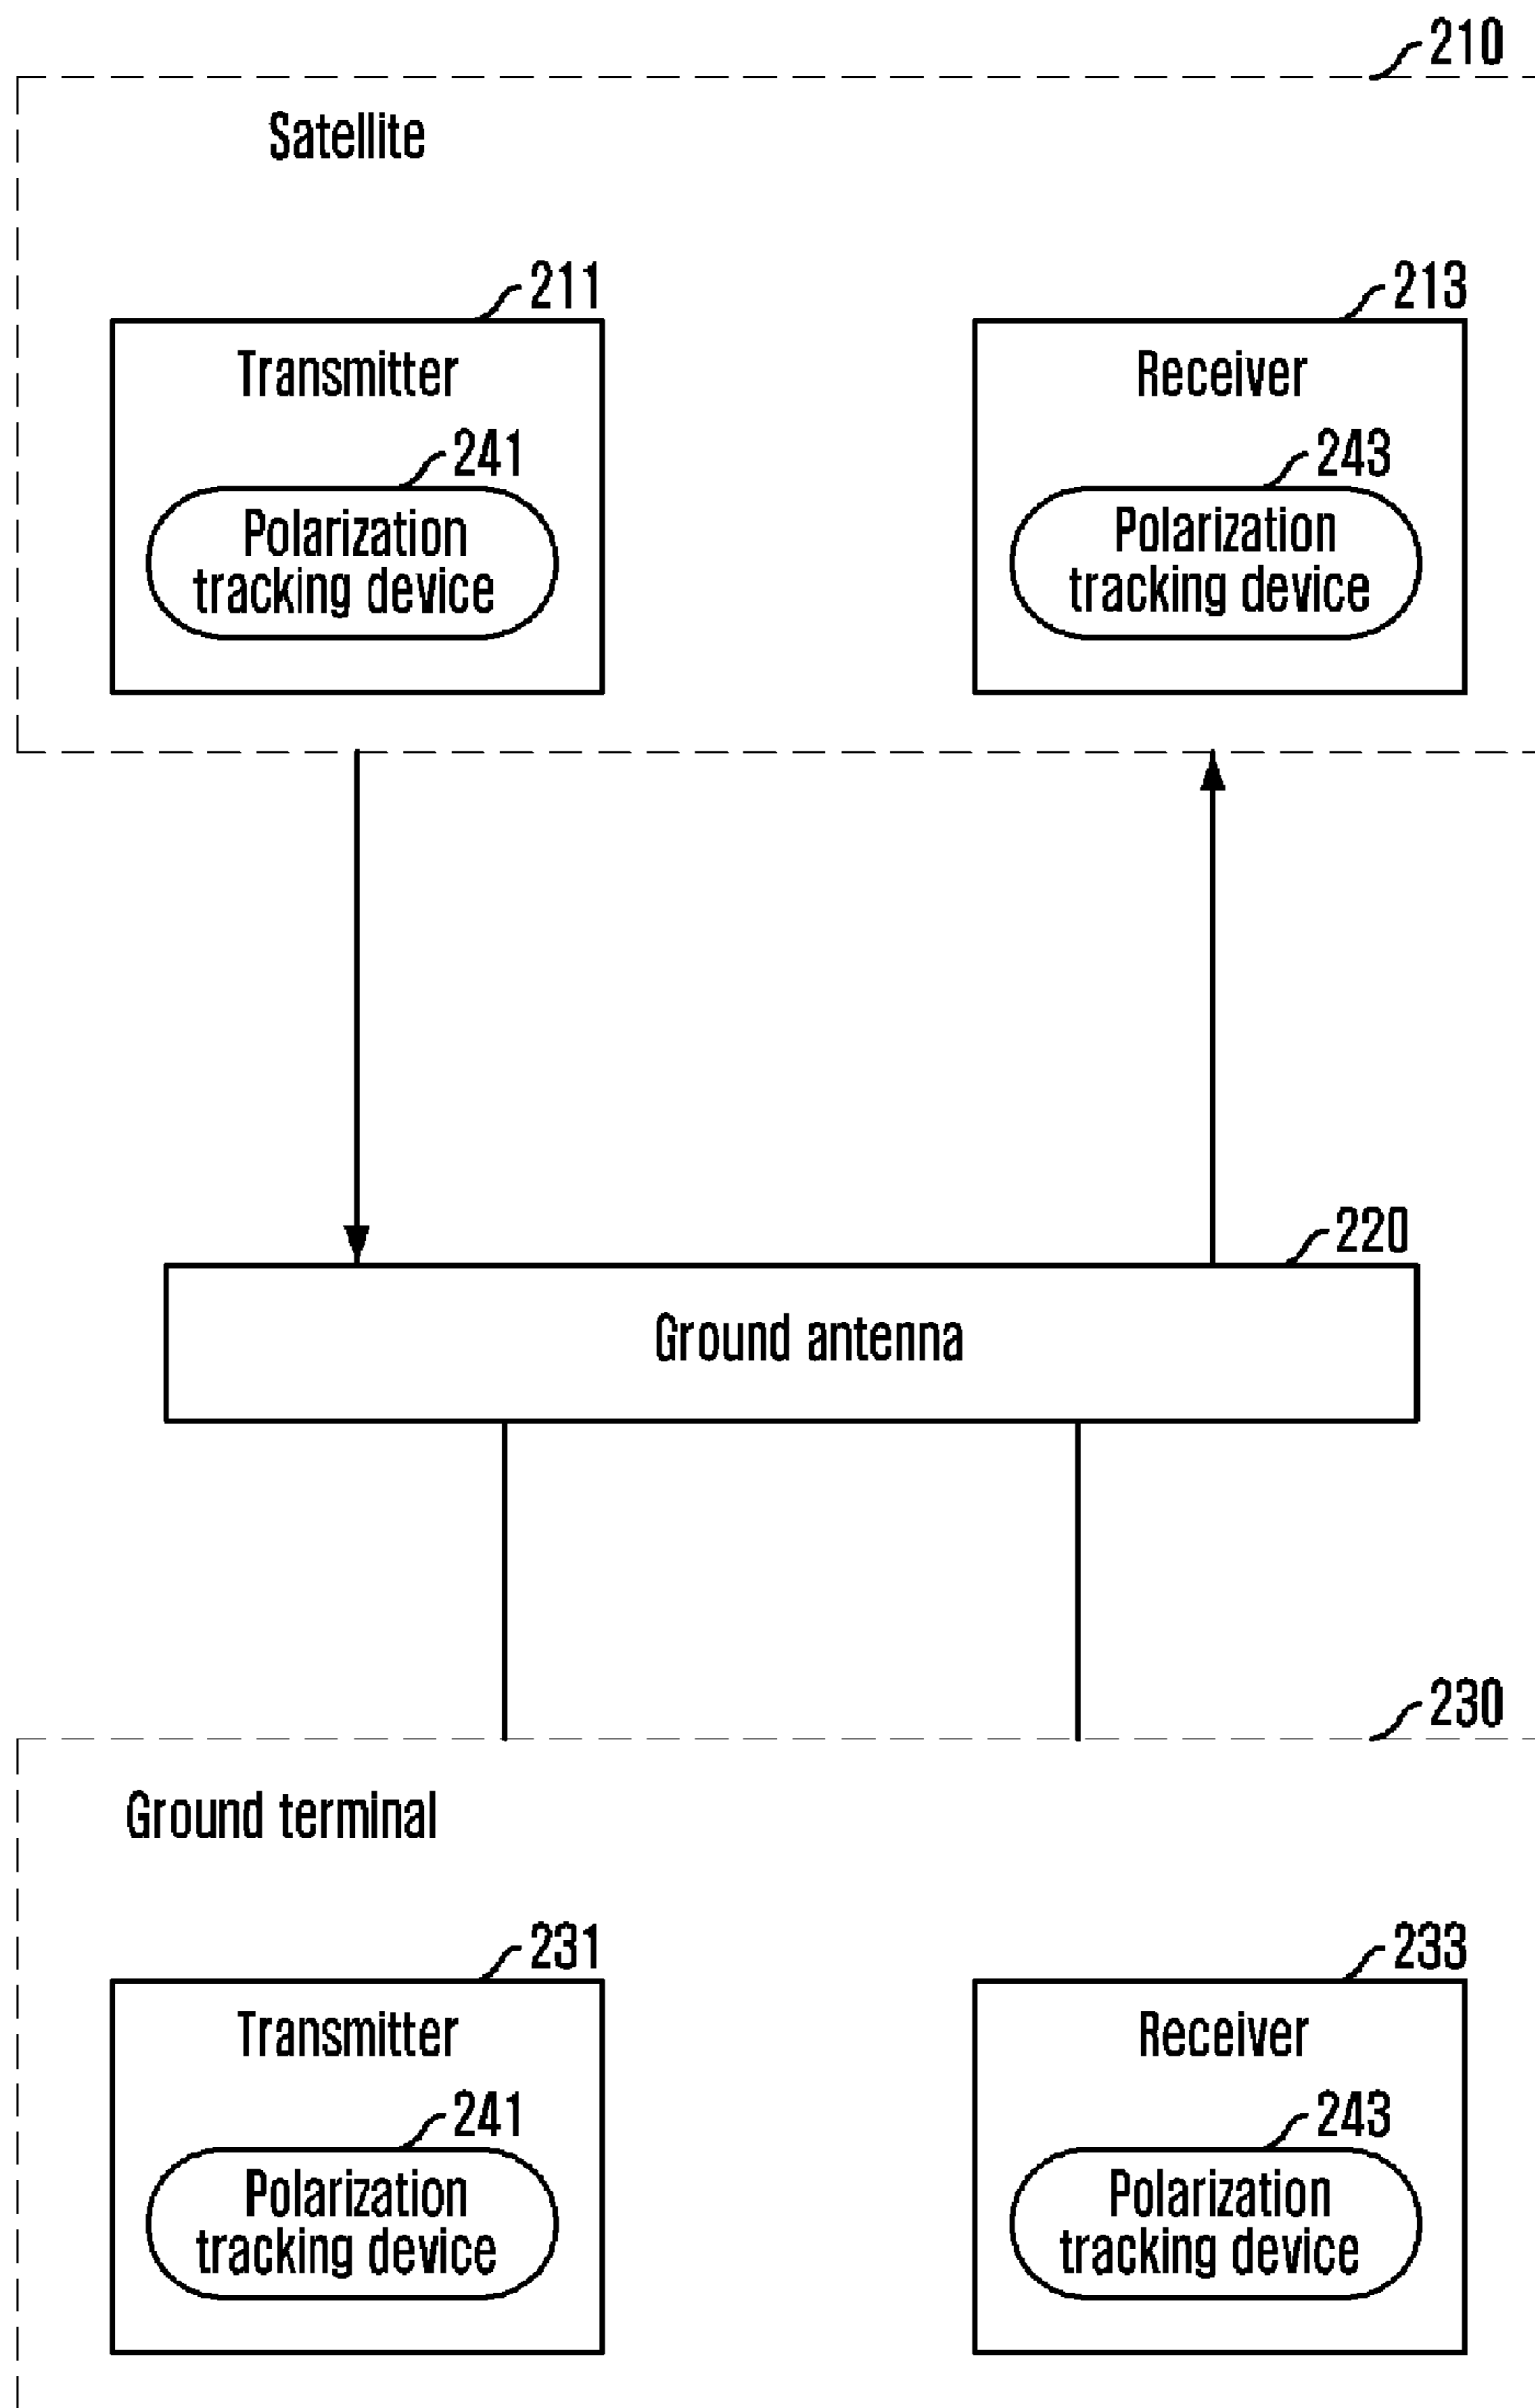 210
Satellite
211
213
Transmitter
Receiver
241
243
Polarization
tracking device
Polarization
tracking device
220
Ground antenna
230
Ground terminal
231
233
Transmitter
Receiver
241
243
Polarization
tracking device
Polarization
tracking device